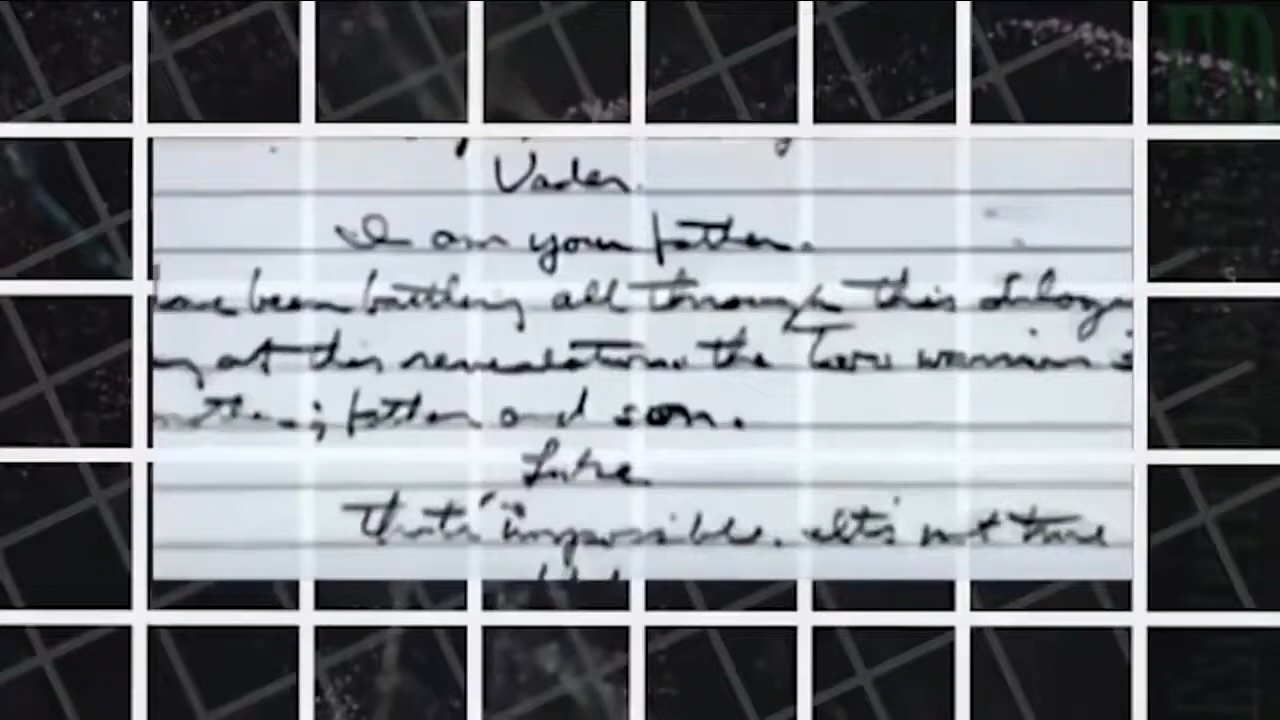 Vader
I am your father.
have been battling all through this dialogue
at this revelation the two warriors
father and son.
Luke
That's impossible. It's not true